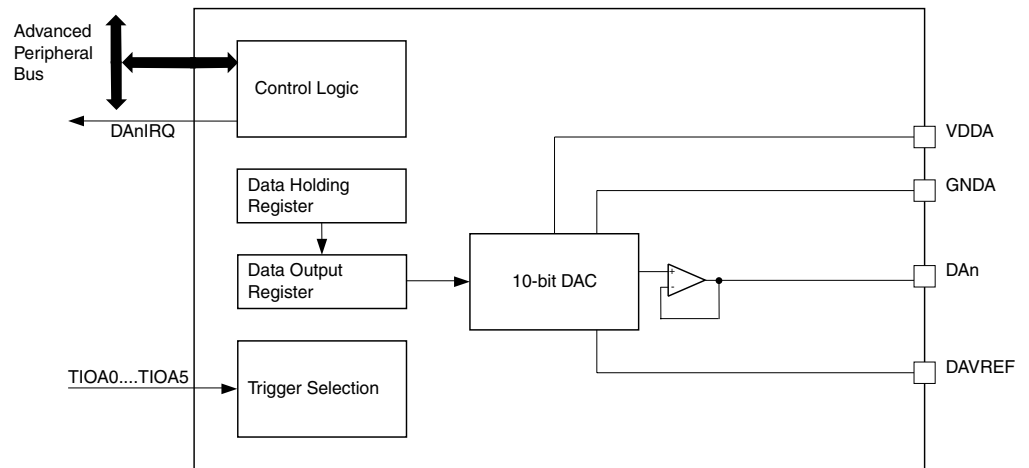 Advanced
Peripheral
Bus
Control Logic
DAnIRQ
VDDA
Data Holding
Register
GNDA
Data Output
Register
10-bit DAC
+
-
DAn
TIOA0....TIOA5
Trigger Selection
DAVREF